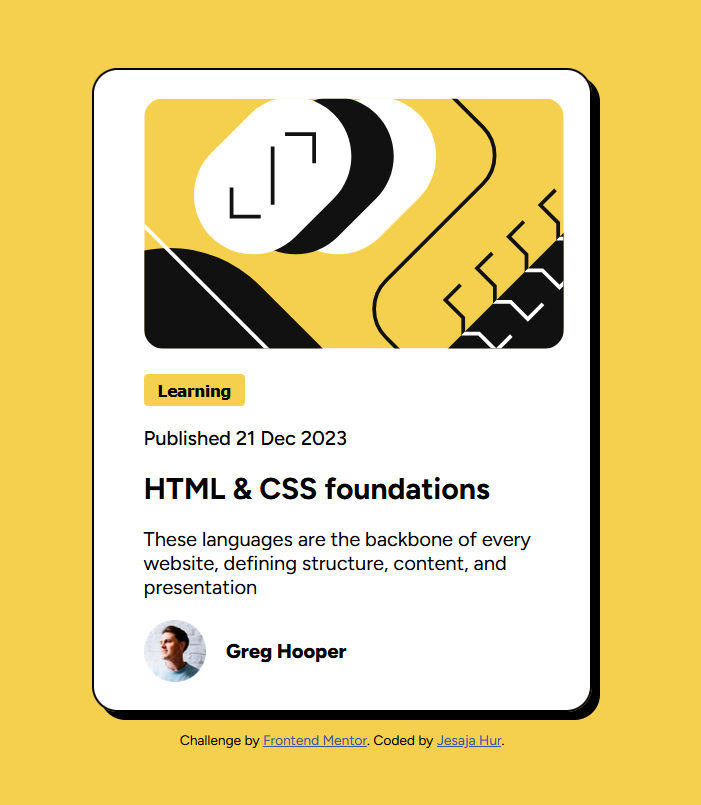 Learning
Published 21 Dec 2023
HTML & CSS foundations
These languages are the backbone of every
website, defining structure, content, and
presentation
Greg Hooper
Challenge by Frontend Mentor. Coded by Jesaja Hur.